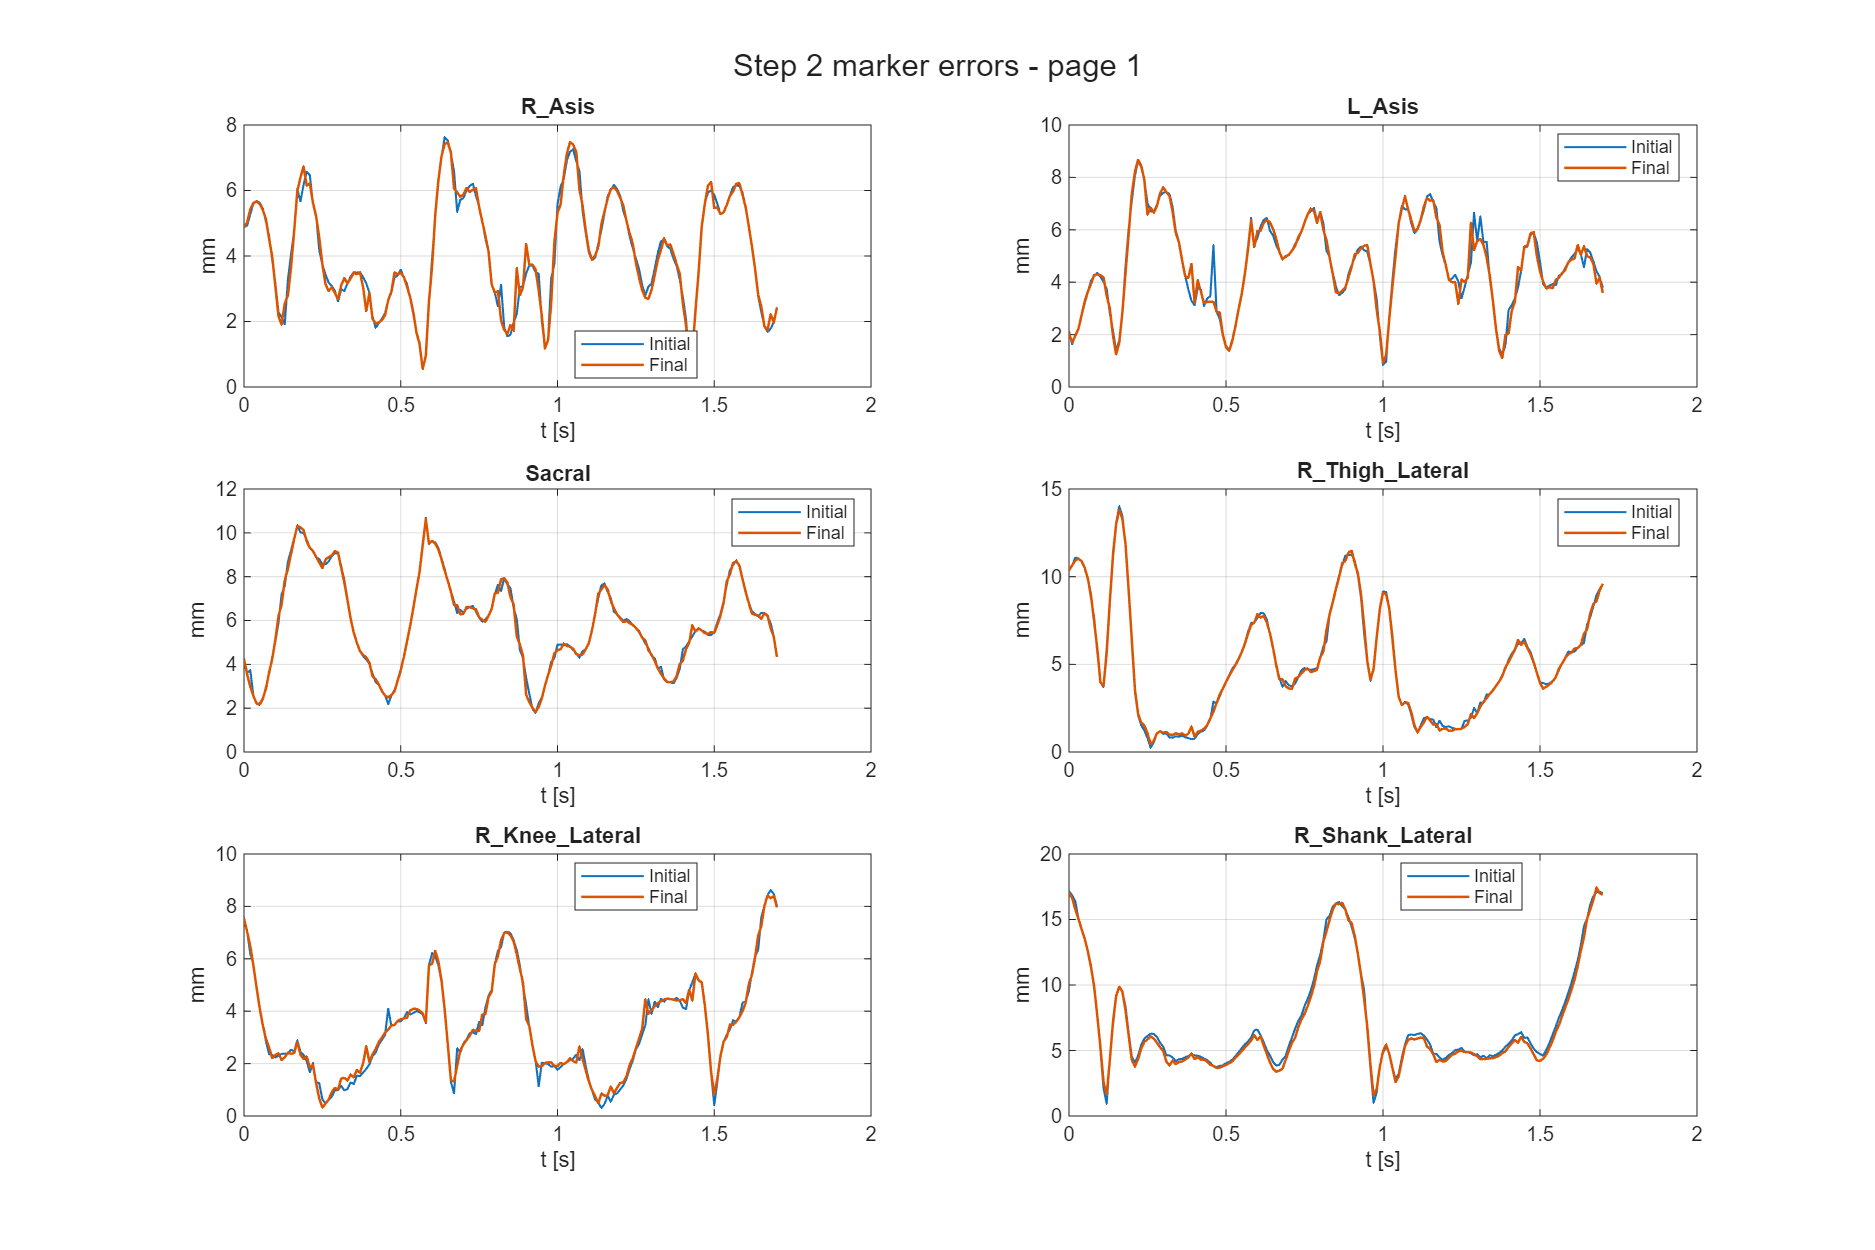 Step 2 marker errors - page 1
R_Asis
8
6
4
2
0
mm
0 0.5 1 1.5 2
t [s]
Initial
Final
L_Asis
10
8
6
4
2
0
mm
0 0.5 1 1.5 2
t [s]
Initial
Final
Sacral
12
10
8
6
4
2
0
mm
0 0.5 1 1.5 2
t [s]
Initial
Final
R_Thigh_Lateral
15
10
5
0
mm
0 0.5 1 1.5 2
t [s]
Initial
Final
R_Knee_Lateral
10
8
6
4
2
0
mm
0 0.5 1 1.5 2
t [s]
Initial
Final
R_Shank_Lateral
20
15
10
5
0
mm
0 0.5 1 1.5 2
t [s]
Initial
Final